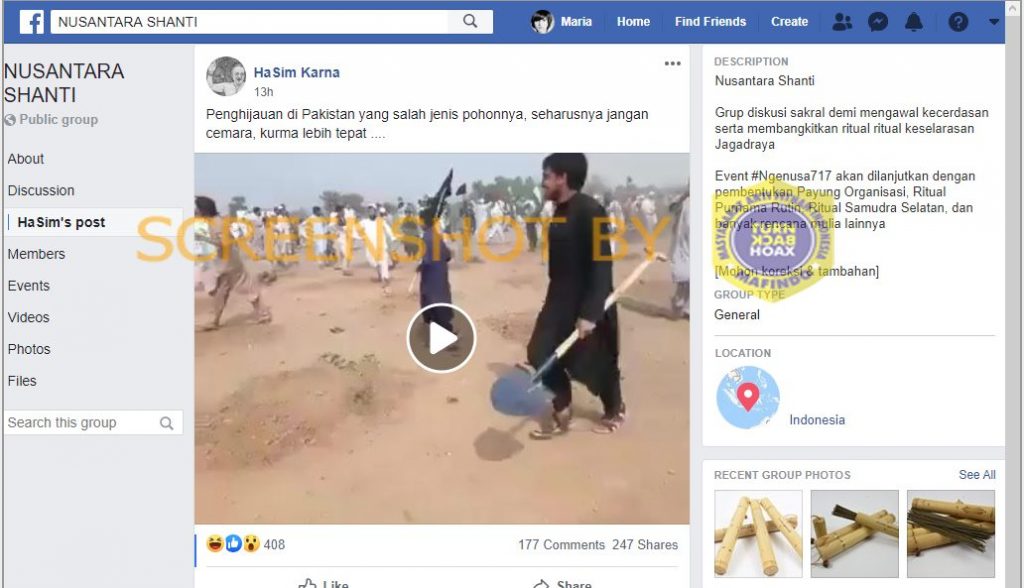 NUSANTARA SHANTI
Maria
Home
Find Friends
Create
NUSANTARA
SHANTI
Public group
About
Discussion
HaSim's post
Members
Events
Videos
Photos
Files
Search this group
HaSim Karna
13h
Penghijauan di Pakistan yang salah jenis pohonnya, seharusnya jangan
cemara, kurma lebih tepat ....
SCREENSHOT BY
408
177 Comments 247 Shares
Like
Share
DESCRIPTION
Nusantara Shanti
Grup diskusi sakral demi mengawal kecerdasan
serta membangkitkan ritual ritual keselarasan
Jagadraya
Event #Ngenusa717 akan dilanjutkan dengan
pembentukan Payung Organisasi, Ritual
Purnama Rutin, Ritual Samudra Selatan, dan
banyak rencana mulia lainnya
[Mohon koreksi & tambahan]
TURN
BACK
HOAX
MAFINDO
GROUP TYPE
General
LOCATION
Indonesia
RECENT GROUP PHOTOS
See All